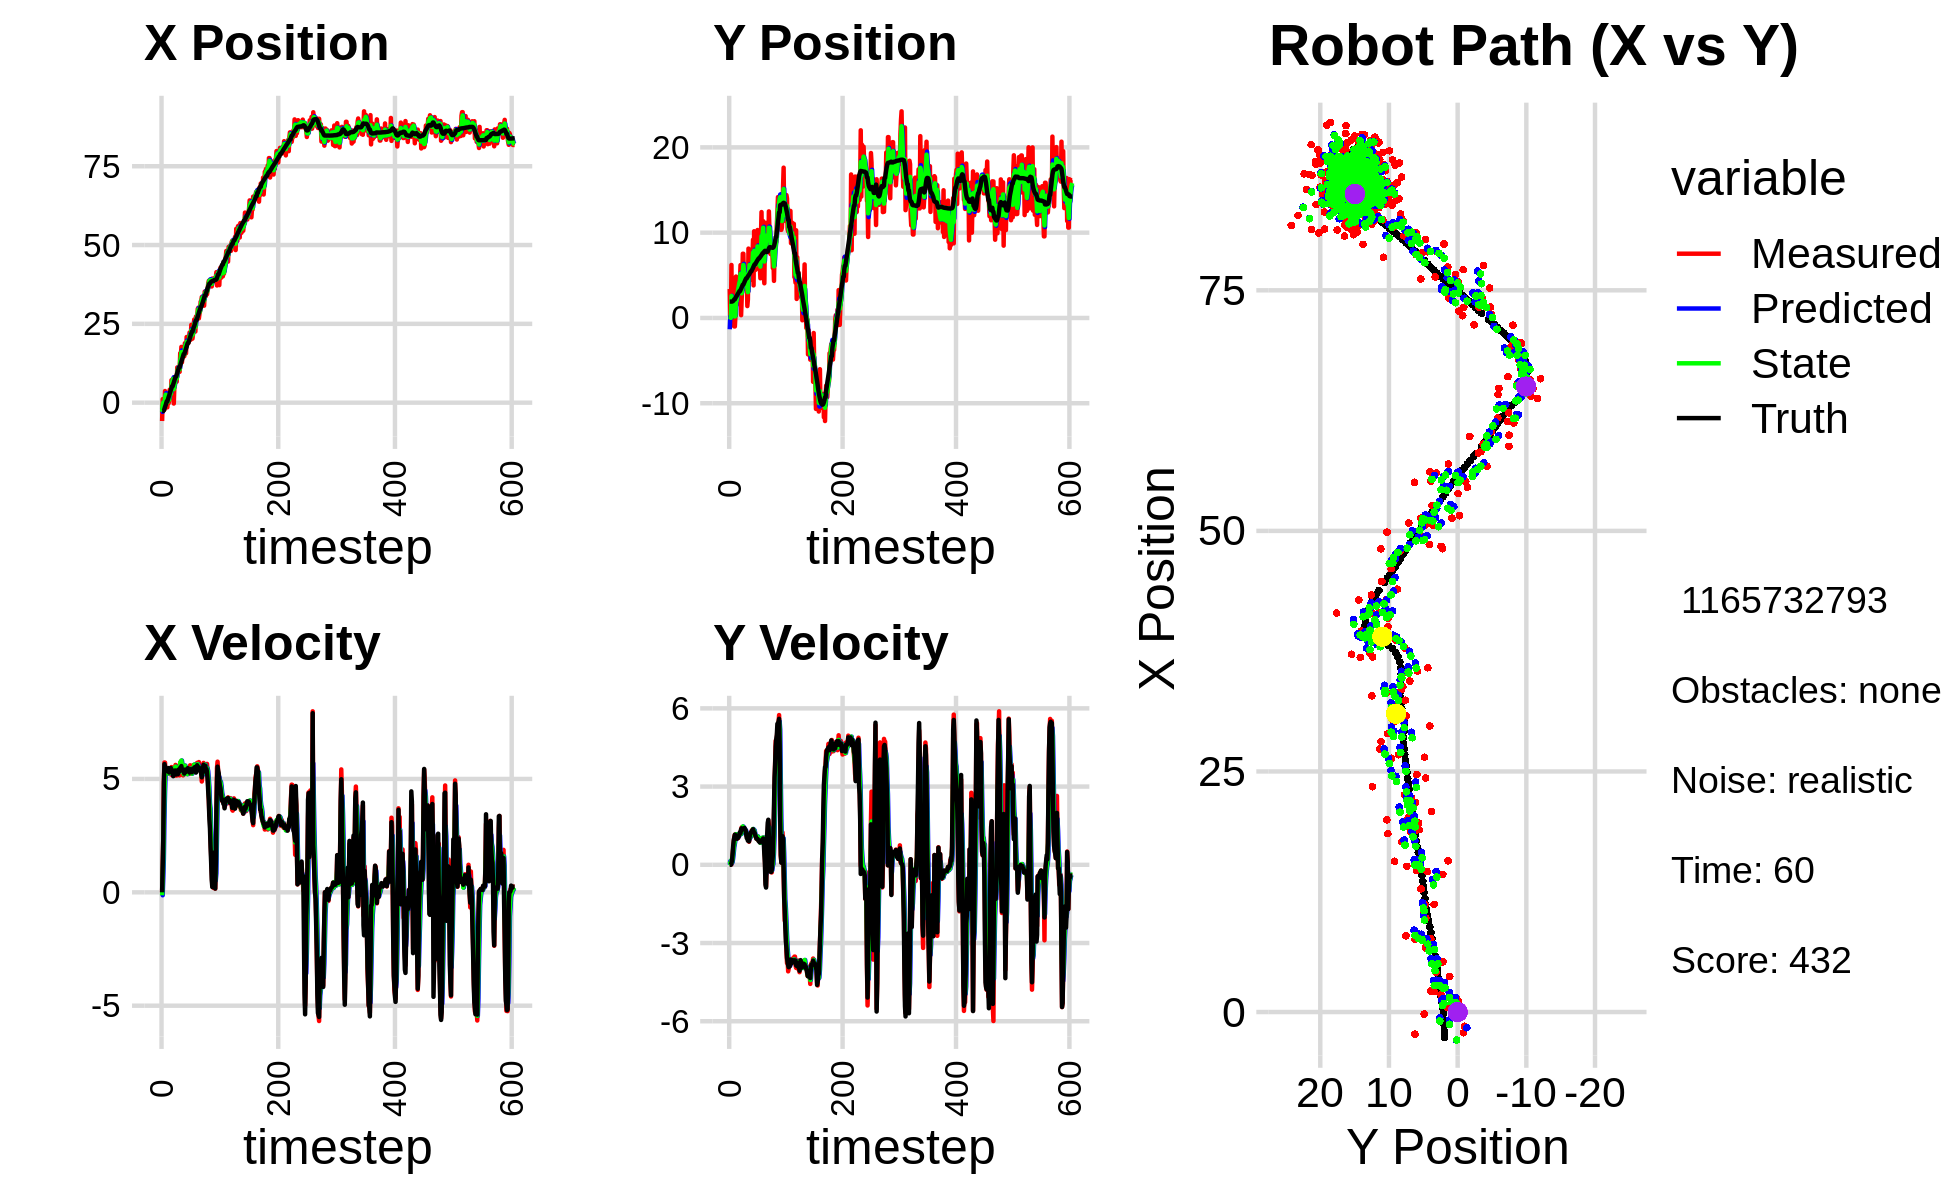 X Position
75
50
25
0
0
200
400
600
timestep
Y Position
20
10
0
-10
0
200
400
600
timestep
X Velocity
5
0
-5
0
200
400
600
timestep
Y Velocity
6
3
0
-3
-6
0
200
400
600
timestep
Robot Path (X vs Y)
X Position
75
50
25
0
20 10 0 -10 -20
Y Position
variable
Measured
Predicted
State
Truth
1165732793
Obstacles: none
Noise: realistic
Time: 60
Score: 432